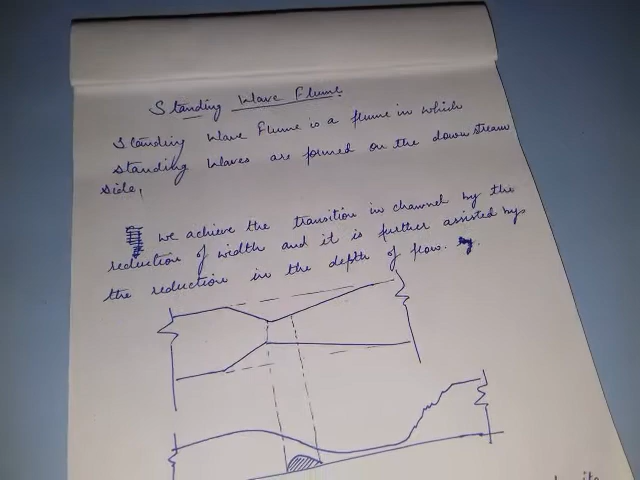 Standing Wave Flume
Standing Wave Flume is a flume in which
standing waves are formed on the down stream
side,
we achieve the transition in channel by the
reduction of width and it is further assisted by
the reduction in the depth of flow.